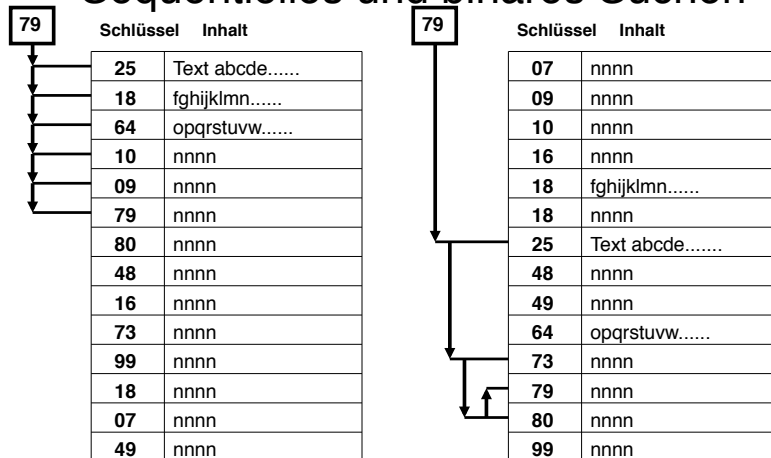 Sequentielles und binäres Suchen
79 Schlüssel Inhalt
25 Text abcde......
18 fghijklmn......
64 opqrstuvw......
10 nnnn
09 nnnn
79 nnnn
80 nnnn
48 nnnn
16 nnnn
73 nnnn
99 nnnn
18 nnnn
07 nnnn
49 nnnn
79 Schlüssel Inhalt
07 nnnn
09 nnnn
10 nnnn
16 nnnn
18 fghijklmn......
18 nnnn
25 Text abcde.......
48 nnnn
49 nnnn
64 opqrstuvw......
73 nnnn
79 nnnn
80 nnnn
99 nnnn